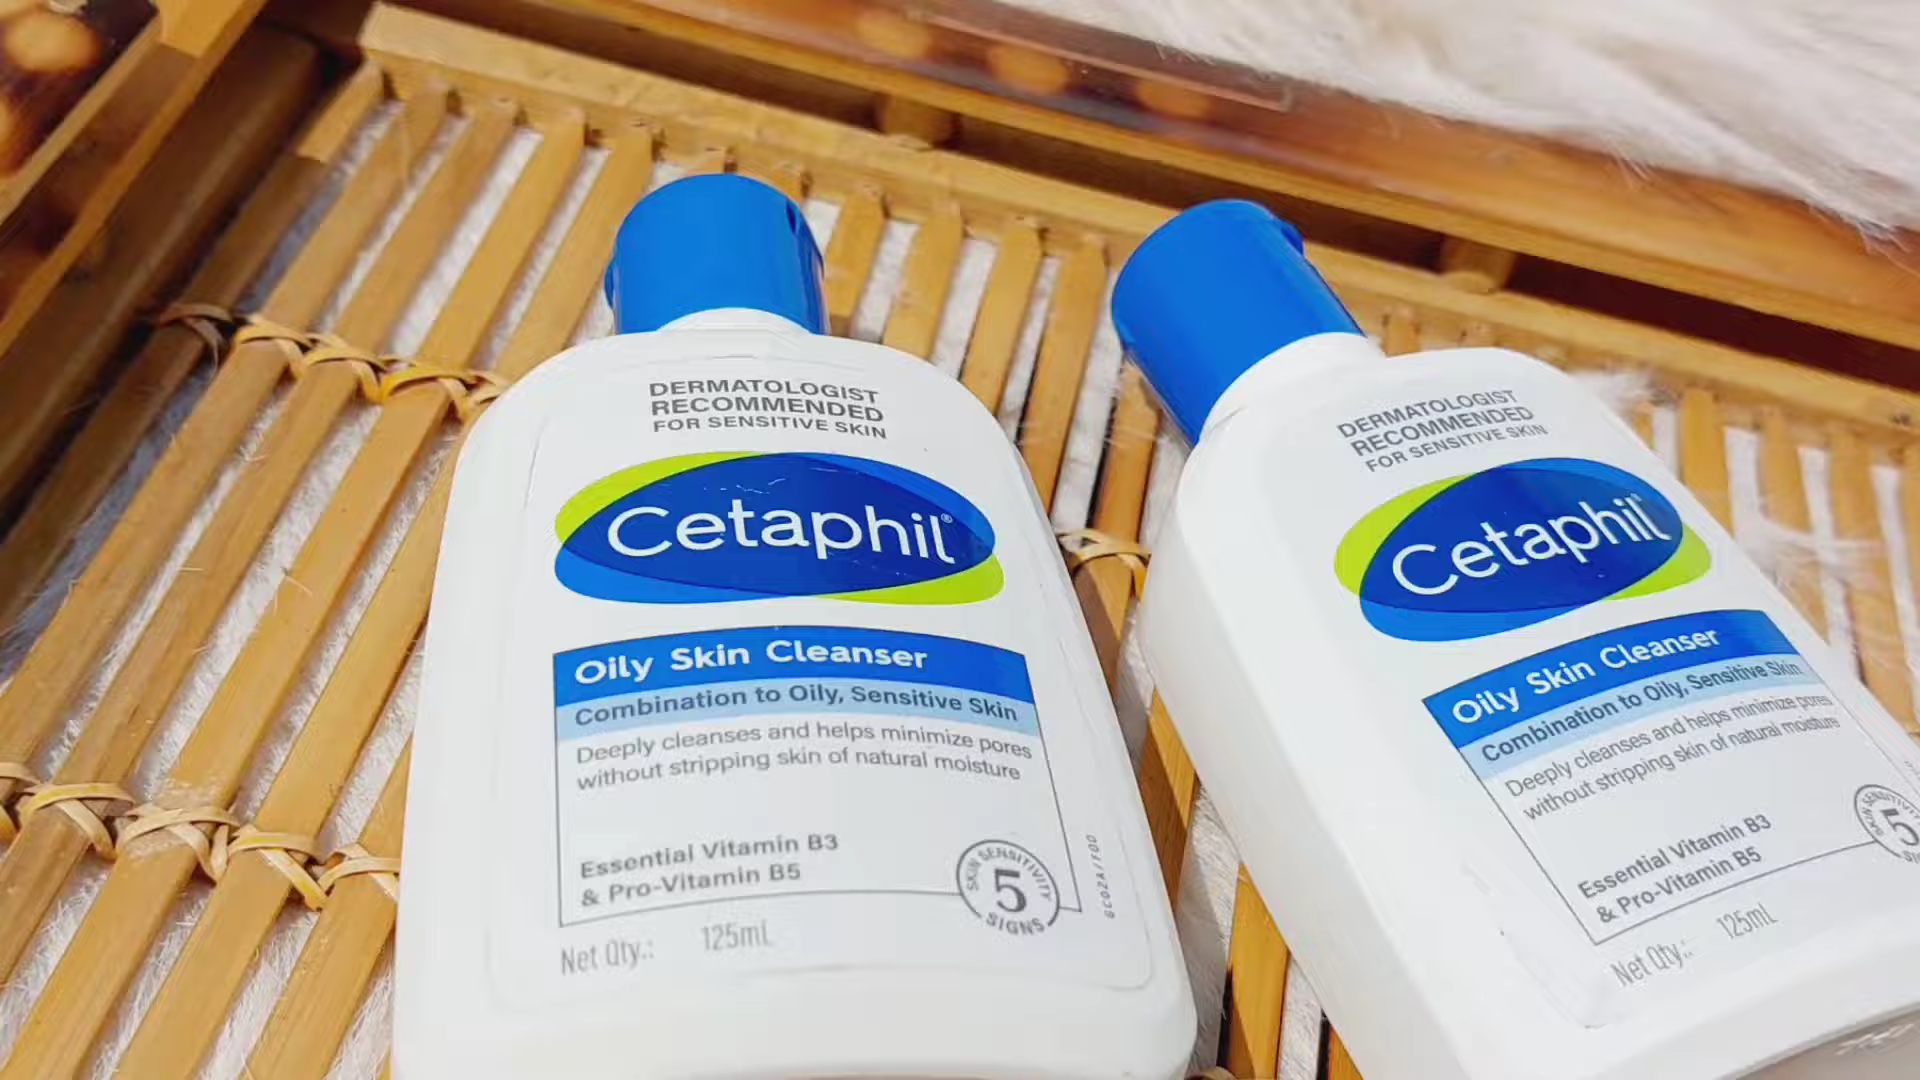 DERMATOLOGIST
RECOMMENDED
FOR SENSITIVE SKIN
Cetaphil®
Oily Skin Cleanser
Combination to Oily, Sensitive Skin
Deeply cleanses and helps minimize pores
without stripping skin of natural moisture
Essential Vitamin B3
& Pro-Vitamin B5
SKIN SENSITIVITY
5
SIGNS
Net Qty.: 125mL
DERMATOLOGIST
RECOMMENDED
FOR SENSITIVE SKIN
Cetaphil®
Oily Skin Cleanser
Combination to Oily, Sensitive Skin
Deeply cleanses and helps minimize pores
without stripping skin of natural moisture
Essential Vitamin B3
& Pro-Vitamin B5
5
Net Qty.: 125mL